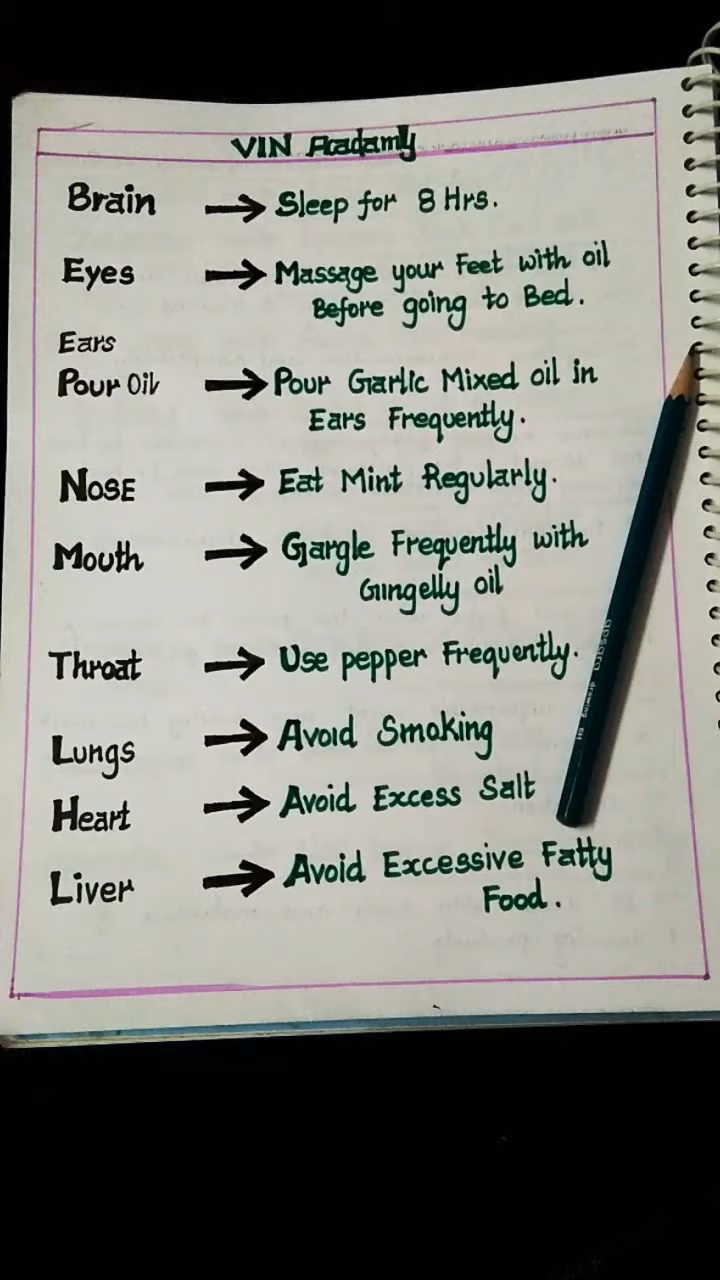 VIN Acadamy
Brain → Sleep for 8 Hrs.
Eyes → Massage your Feet with oil
Before going to Bed.
Ears
Pour Oil → Pour Garlic Mixed oil in
Ears Frequently.
NOSE → Eat Mint Regularly.
Mouth → Gargle Frequently with
Gingelly oil
Throat → Use pepper Frequently.
Lungs → Avoid Smoking
Heart → Avoid Excess Salt
Liver → Avoid Excessive Fatty
Food.